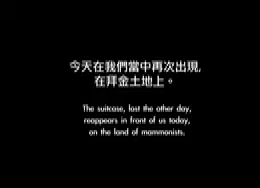 今天在我們當中再次出現,
在拜金土地上。
The suitcase, lost the other day,
reappears in front of us today,
on the land of mammonists.